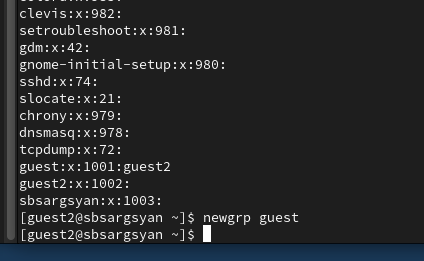 clevis:x:982:
setroubleshoot:x:981:
gdm:x:42:
gnome-initial-setup:x:980:
sshd:x:74:
slocate:x:21:
chrony:x:979:
dnsmasq:x:978:
tcpdump:x:72:
guest:x:1001:guest2
guest2:x:1002:
sbsargsyan:x:1003:
[guest2@sbsargsyan ~]$ newgrp guest
[guest2@sbsargsyan ~]$